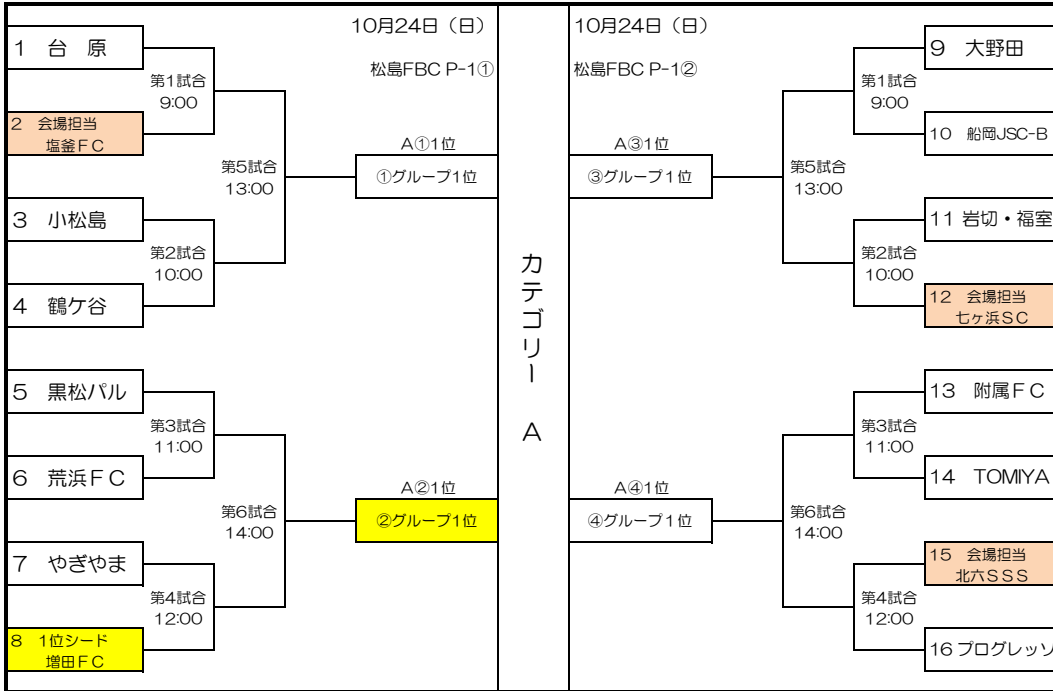 10月24日（日）
松島FBC P-1①
1 台 原
第1試合
9:00
2 会場担当
塩釜ＦＣ
第5試合
13:00
A①1位
①グループ1位
3 小松島
第2試合
10:00
4 鶴ケ谷
5 黒松パル
第3試合
11:00
6 荒浜ＦＣ
第6試合
14:00
A②1位
②グループ1位
7 やぎやま
第4試合
12:00
8 1位シード
増田ＦＣ
カテゴリー A
10月24日（日）
松島FBC P-1②
9 大野田
第1試合
9:00
10 船岡JSC-B
A③1位
③グループ1位
第5試合
13:00
11 岩切・福室
第2試合
10:00
12 会場担当
七ヶ浜ＳＣ
13 附属ＦＣ
第3試合
11:00
14 TOMIYA
A④1位
④グループ1位
第6試合
14:00
15 会場担当
北六ＳＳＳ
第4試合
12:00
16 プログレッソ